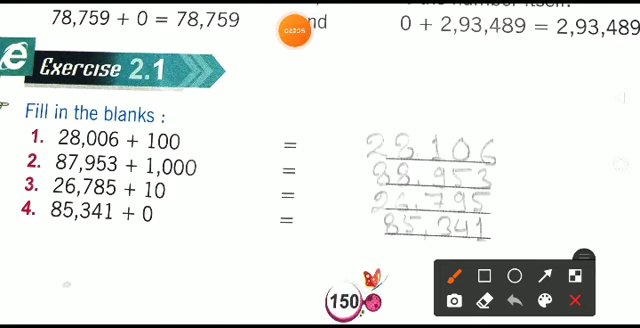 78,759 + 0 = 78,759 nd 0 + 2,93,489 = 2,93,489
e Exercise 2.1
Fill in the blanks :
1. 28,006 + 100 = 28,106
2. 87,953 + 1,000 = 88,953
3. 26,785 + 10 = 26,795
4. 85,341 + 0 = 85,341
150